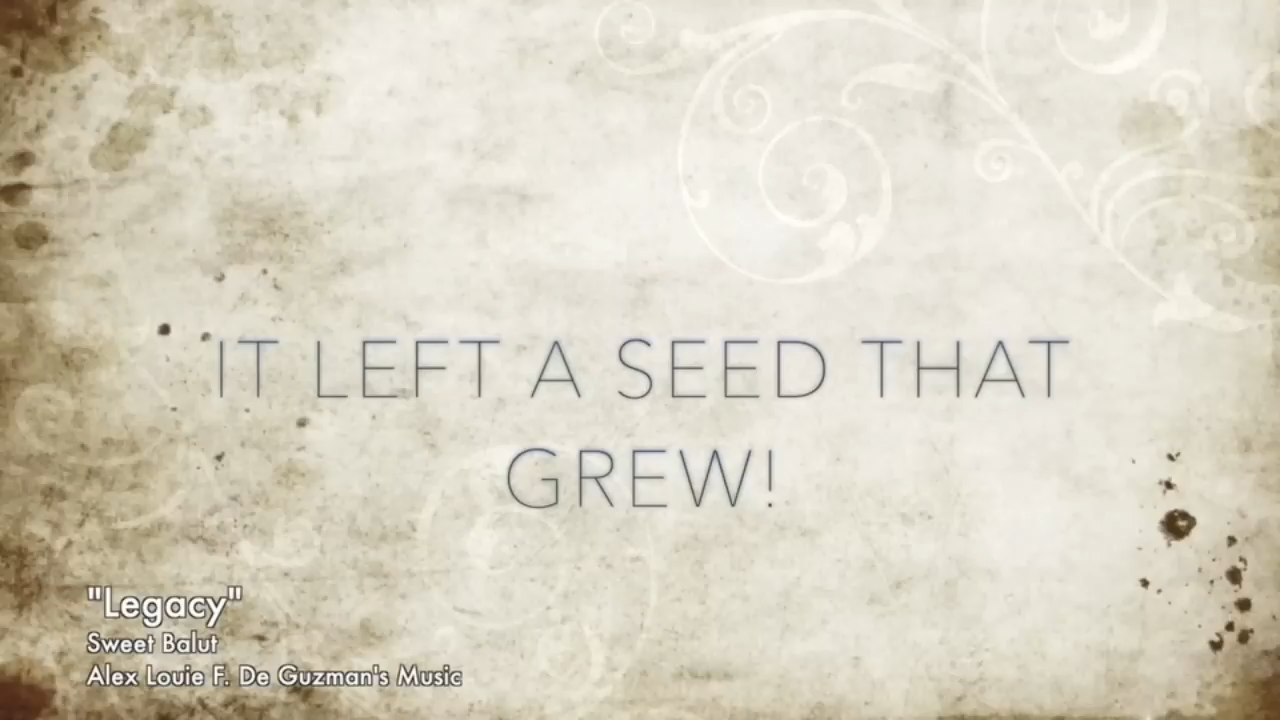 IT LEFT A SEED THAT
GREW!
"Legacy"
Sweet Balut
Alex Louie F. De Guzman's Music